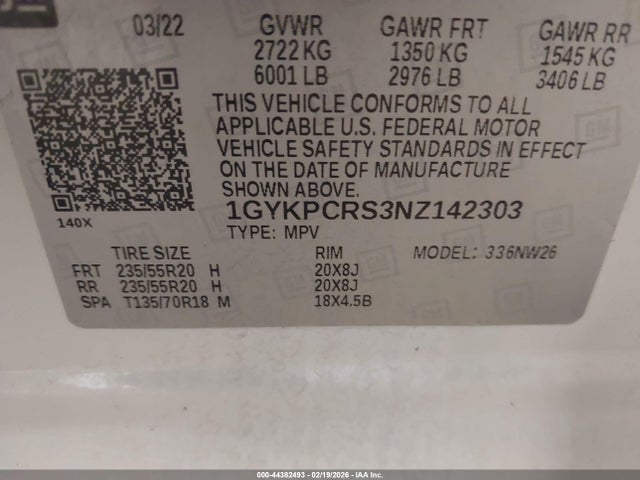 03/22 GVWR GAWR FRT GAWR RR
2722 KG 1350 KG 1545 KG
6001 LB 2976 LB 3406 LB
THIS VEHICLE CONFORMS TO ALL
APPLICABLE U.S. FEDERAL MOTOR
VEHICLE SAFETY STANDARDS IN EFFECT
ON THE DATE OF MANUFACTURE
SHOWN ABOVE.
140X
1GYKPCRS3NZ142303
TYPE: MPV
TIRE SIZE RIM MODEL: 336NW26
FRT 235/55R20 H 20X8J
RR 235/55R20 H 20X8J
SPA T135/70R18 M 18X4.5B
000-44382493 - 02/19/2026 - IAA Inc.